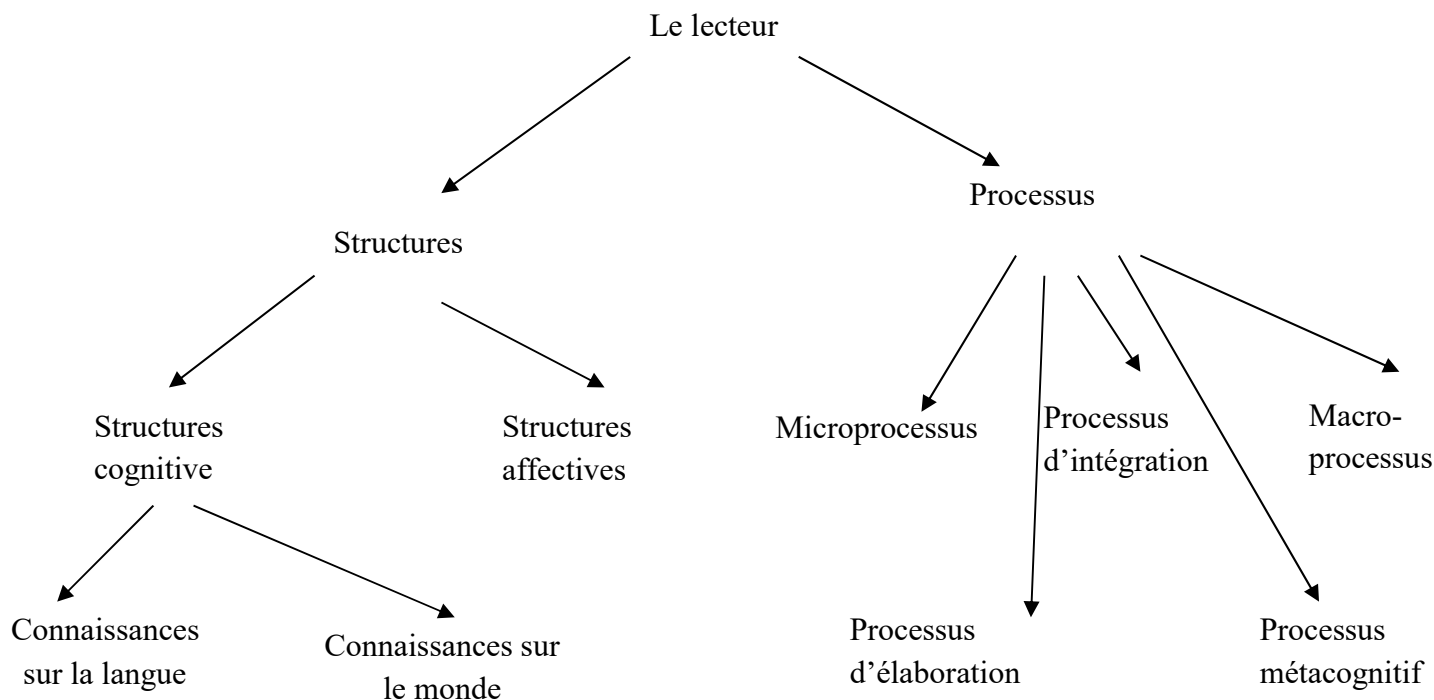 Le lecteur
Processus
Structures
Structures
cognitive
Structures
affectives
Microprocessus
Processus
d’intégration
Macro-
processus
Connaissances
sur la langue
Connaissances sur
le monde
Processus
d’élaboration
Processus
métacognitif